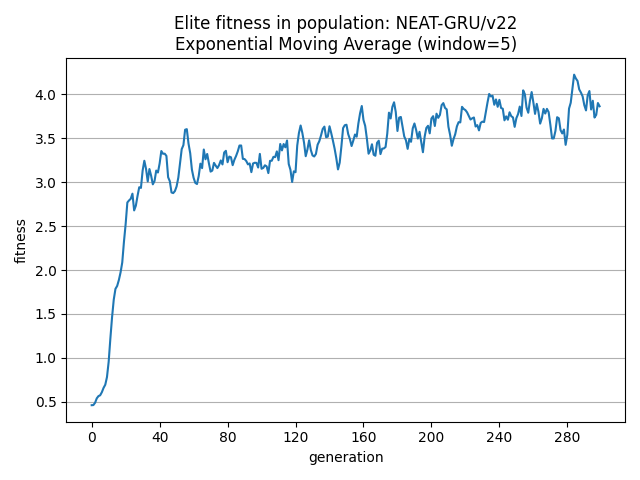 Elite fitness in population: NEAT-GRU/v22
Exponential Moving Average (window=5)
4.0
3.5
3.0
2.5
2.0
1.5
1.0
0.5
fitness
0 40 80 120 160 200 240 280
generation